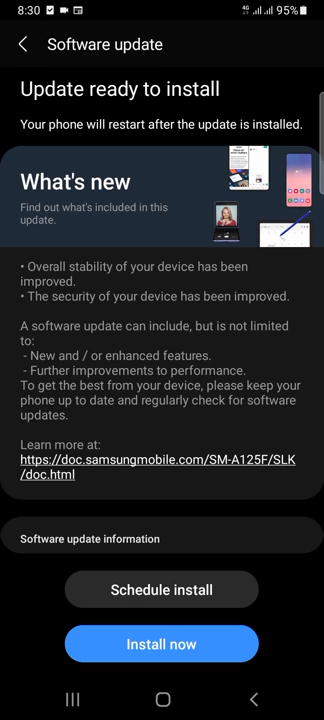 8:30
4G
95%
Software update
Update ready to install
Your phone will restart after the update is installed.
What's new
Find out what's included in this
update.
• Overall stability of your device has been
improved.
• The security of your device has been improved.
A software update can include, but is not limited
to:
- New and / or enhanced features.
- Further improvements to performance.
To get the best from your device, please keep your
phone up to date and regularly check for software
updates.
Learn more at:
https://doc.samsungmobile.com/SM-A125F/SLK
/doc.html
Software update information
Schedule install
Install now